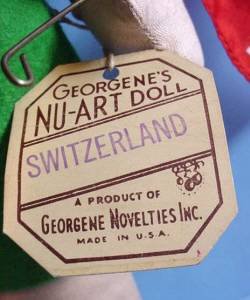 GEORGENE'S
NU-ART DOLL
SWITZERLAND
A PRODUCT OF
GEORGENE NOVELTIES INC.
MADE IN U.S.A.